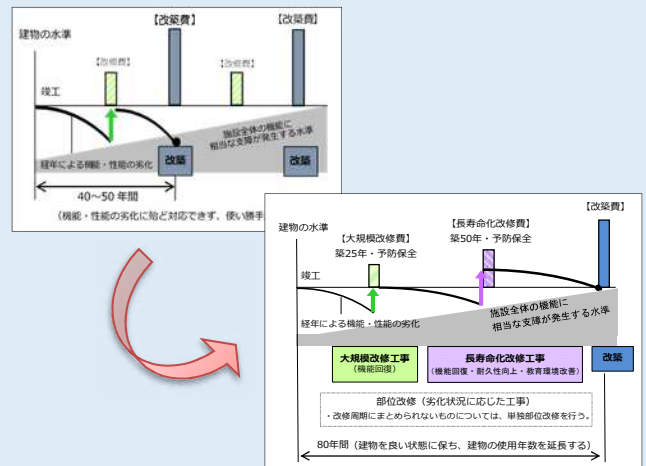 【改築費】
【改築費】
建物の水準
【改修費】
【改修費】
竣工
施設全体の機能に
相当な支障が発生する水準
経年による機能・性能の劣化
改築
改築
40～50 年間
(機能・性能の劣化に殆ど対応できず、使い勝手
【改築費】
建物の水準
【長寿命化改修費】
築50年・予防保全
【大規模改修費】
築25年・予防保全
竣工
施設全体の機能に
相当な支障が発生する水準
経年による機能・性能の劣化
大規模改修工事
(機能回復)
長寿命化改修工事
(機能回復・耐久性向上・教育環境改善)
改築
部位改修（劣化状況に応じた工事）
・改修周期にまとめられないものについては、単独部位改修を行う。
80年間（建物を良い状態に保ち、建物の使用年数を延長する）